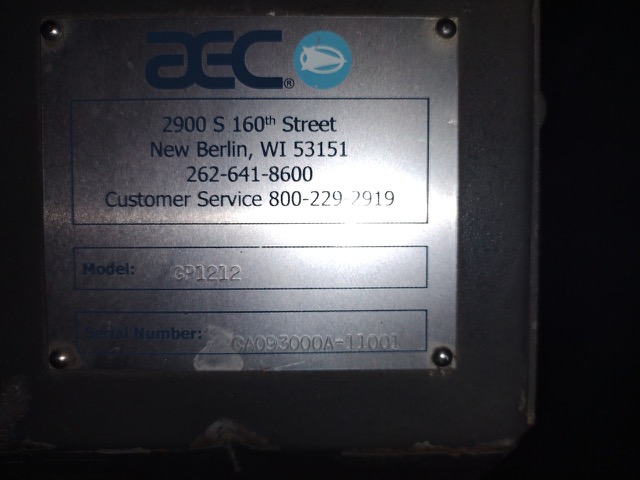 AEC®
2900 S 160th Street
New Berlin, WI 53151
262-641-8600
Customer Service 800-229-2919
Model: GP1212
Serial Number: GA093000A-11001